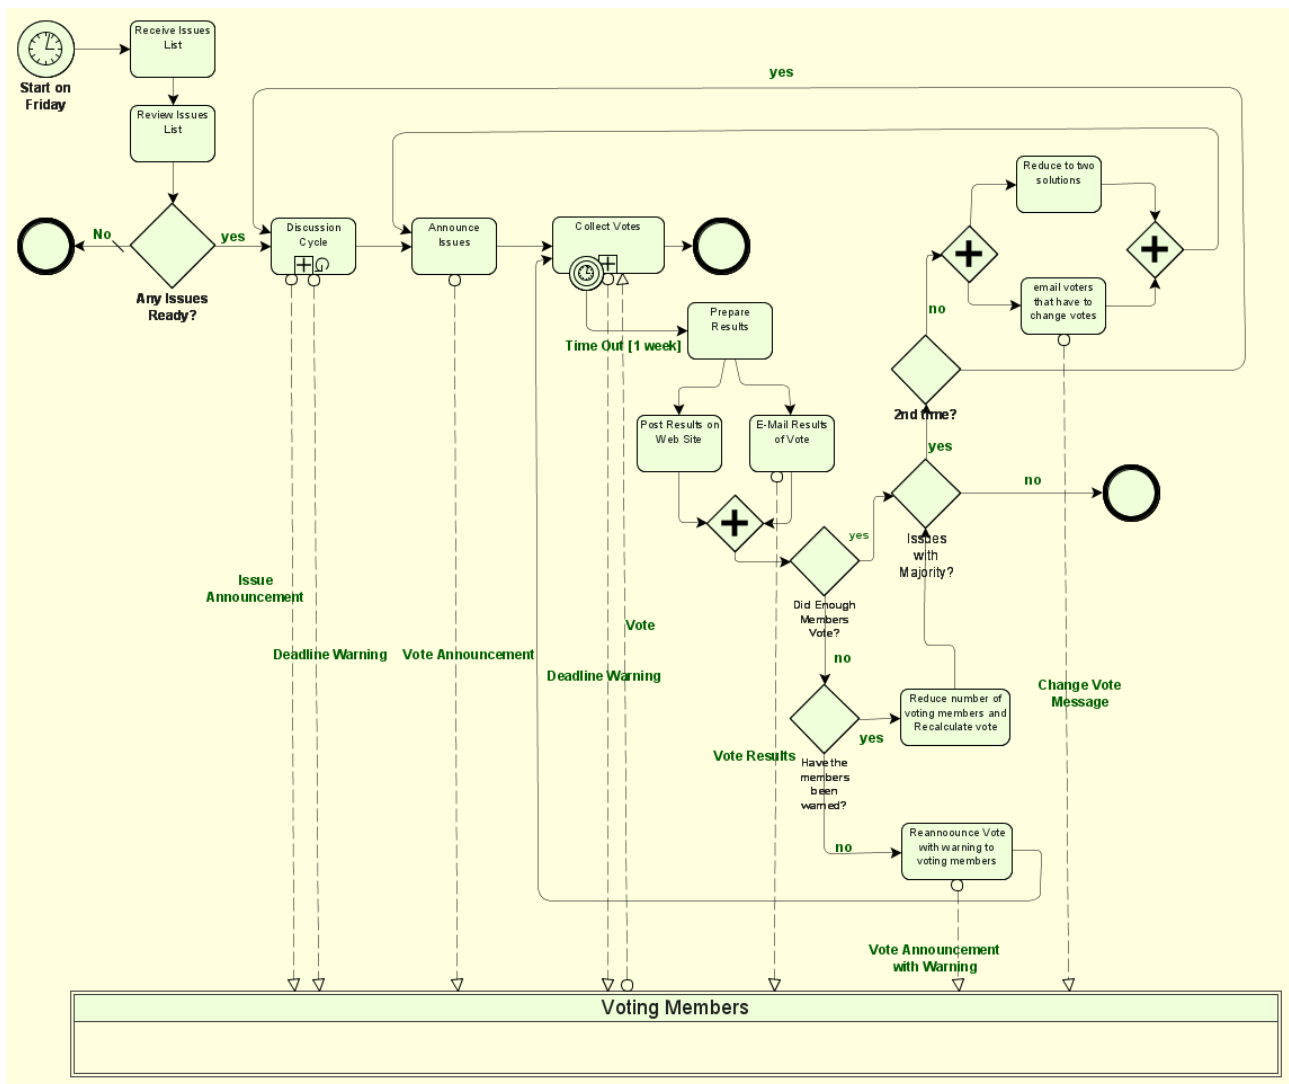 Receive Issues
List
Start on
Friday
Review Issues
List
yes
No
yes
Any Issues
Ready?
Discussion
Cycle
Announce
Issues
Collect Votes
Reduce to two
solutions
email voters
that have to
change votes
no
Prepare
Results
Time Out [1 week]
2nd time?
Post Results on
Web Site
E-Mail Results
of Vote
yes
no
yes
Issues
with
Majority?
Did Enough
Members
Vote?
no
Issue
Announcement
Vote
Deadline Warning
Vote Announcement
Deadline Warning
Change Vote
Message
Reduce number of
voting members and
Recalculate vote
yes
Vote Results
Have the
members
been
warned?
no
Reannoounce Vote
with warning to
voting members
Vote Announcement
with Warning
Voting Members